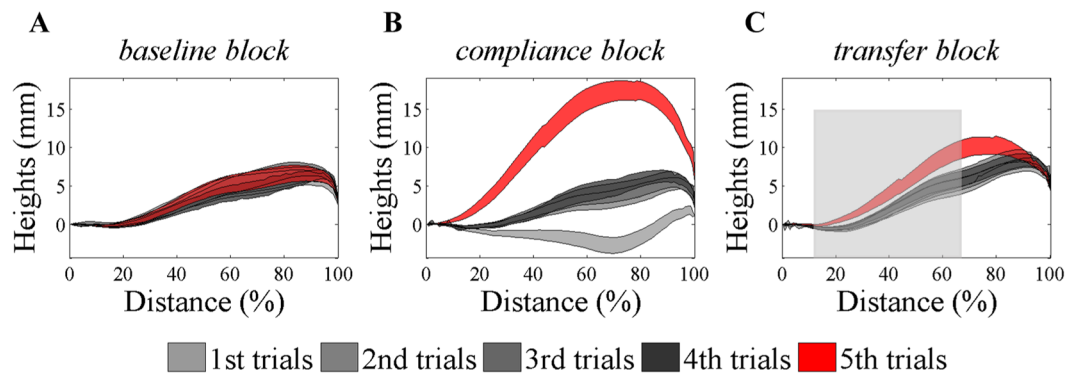 A
B
C
baseline block
compliance block
transfer block
Heights (mm)
15
10
5
0
0 20 40 60 80 100
Distance (%)
Heights (mm)
15
10
5
0
0 20 40 60 80 100
Distance (%)
Heights (mm)
15
10
5
0
0 20 40 60 80 100
Distance (%)
1st trials 2nd trials 3rd trials 4th trials 5th trials